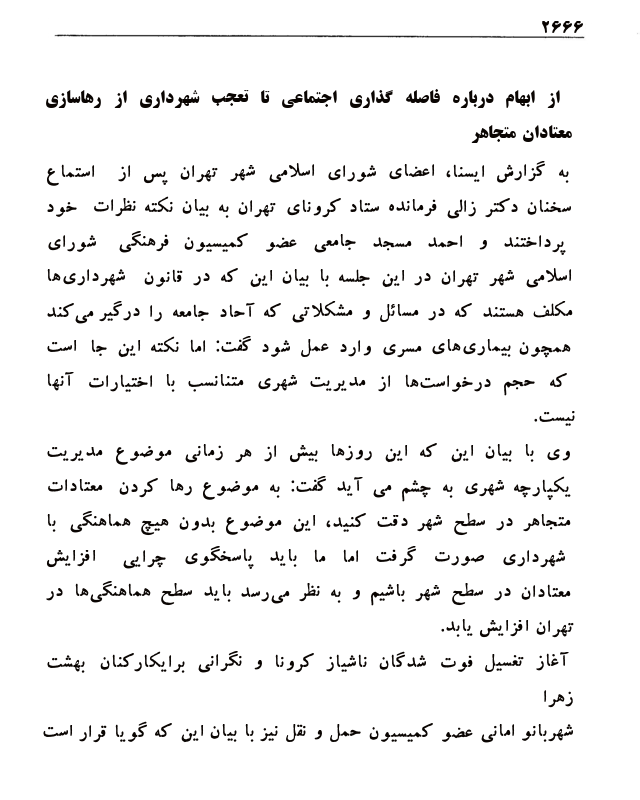 ۲۶۶۶
از ابهام درباره فاصله گذاری اجتماعی تا تعجب شهرداری از رهاسازی
معتادان متجاهر
به گزارش ایسنا، اعضای شورای اسلامی شهر تهران پس از استماع
سخنان دکتر زالی فرمانده ستاد کرونای تهران به بیان نکته نظرات خود
پرداختند و احمد مسجد جامعی عضو کمیسیون فرهنگی شورای
اسلامی شهر تهران در این جلسه با بیان این که در قانون شهرداری‌ها
مکلف هستند که در مسائل و مشکلاتی که آحاد جامعه را درگیر می‌کند
همچون بیماری‌های مسری وارد عمل شود گفت: اما نکته این جا است
که حجم درخواست‌ها از مدیریت شهری متناسب با اختیارات آنها
نیست.
وی با بیان این که این روزها بیش از هر زمانی موضوع مدیریت
یکپارچه شهری به چشم می آید گفت: به موضوع رها کردن معتادات
متجاهر در سطح شهر دقت کنید، این موضوع بدون هیچ هماهنگی با
شهرداری صورت گرفت اما ما باید پاسخگوی چرایی افزایش
معتادان در سطح شهر باشیم و به نظر می‌رسد باید سطح هماهنگی‌ها در
تهران افزایش یابد.
آغاز تغسیل فوت شدگان ناشیاز کرونا و نگرانی برایکارکنان بهشت
زهرا
شهربانو امانی عضو کمیسیون حمل و نقل نیز با بیان این که گویا قرار است